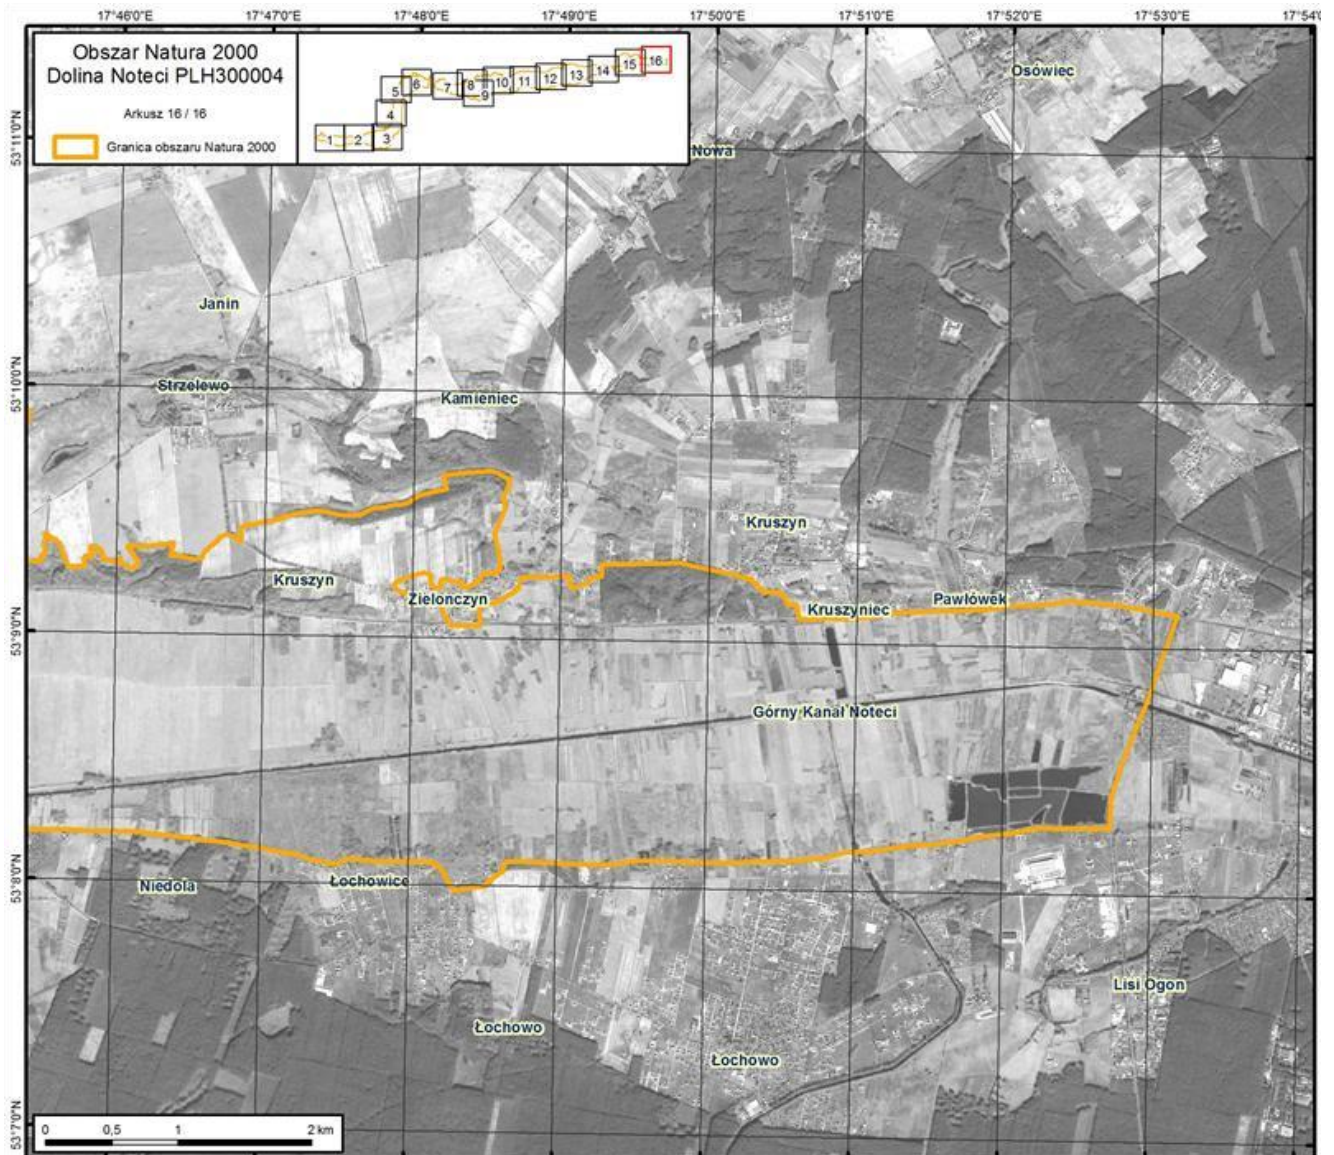 17°46'0"E 17°47'0"E 17°48'0"E 17°49'0"E 17°50'0"E 17°51'0"E 17°52'0"E 17°53'0"E 17°54'0
Obszar Natura 2000
Dolina Noteci PLH300004
Arkusz 16 / 16
Granica obszaru Natura 2000
1 2 3 4 5 6 7 8 9 10 11 12 13 14 15 16
53°11'0"N
Osówiec
Nowa
Janin
53°10'0"N
Strzelewo
Kamieniec
Kruszyn
Kruszyn
Zielonczyn
Kruszyniec
Pawłówek
53°9'0"N
Górny Kanał Noteci
53°8'0"N
Niedola
Łochowice
Lisi Ogon
Łochowo
Łochowo
53°7'0"N
0 0,5 1 2 km